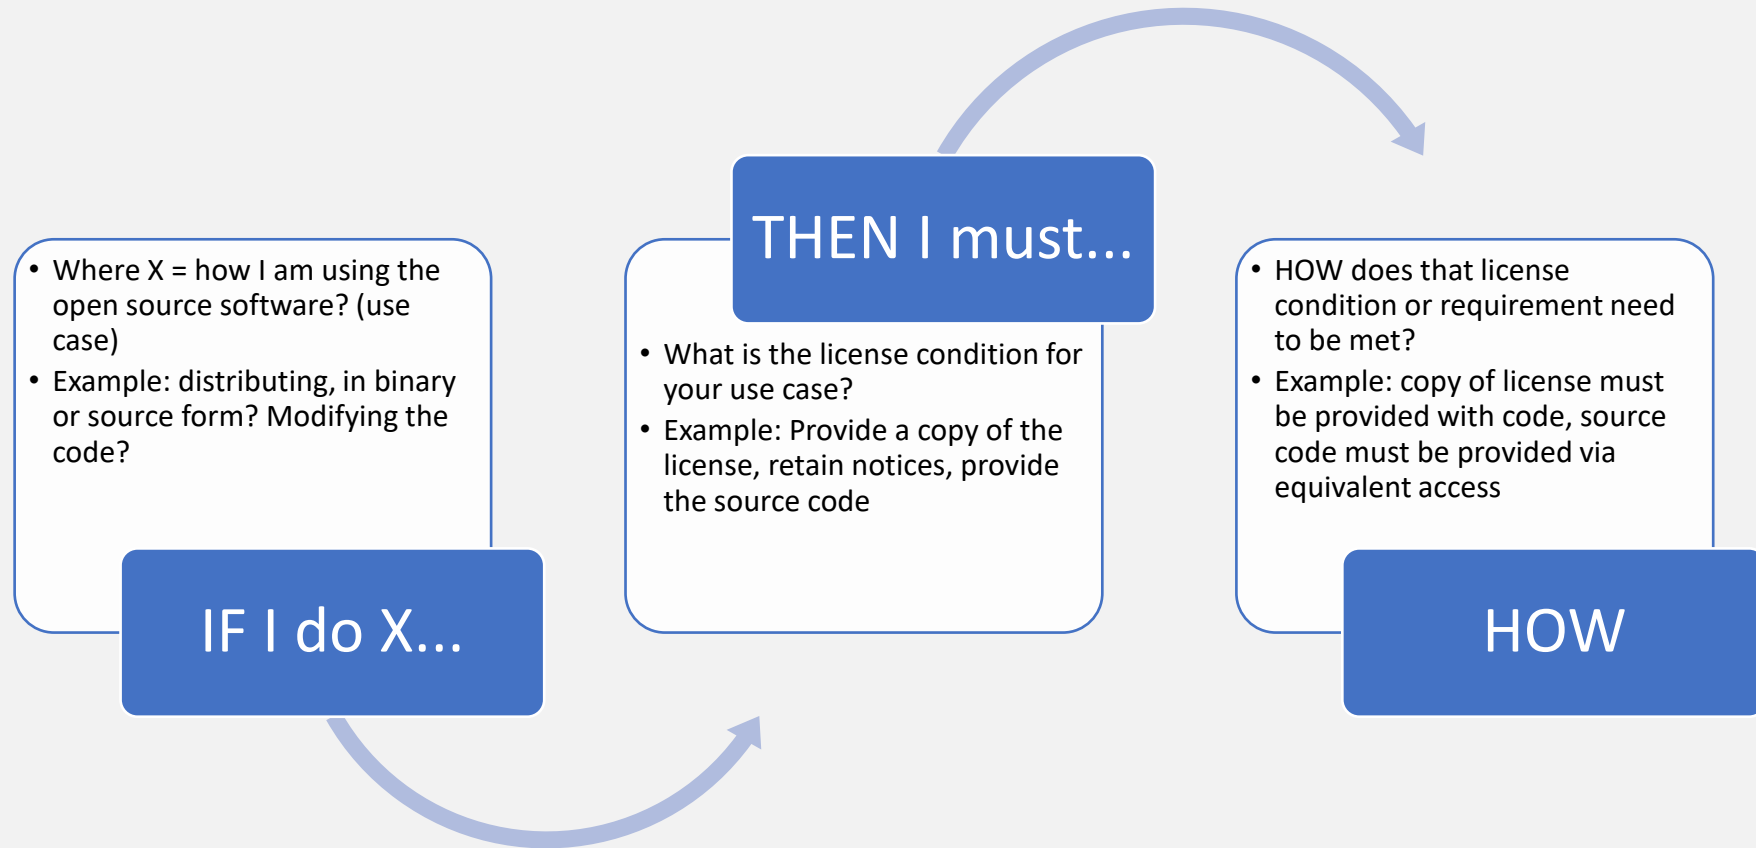 • Where X = how I am using the
open source software? (use
case)
• Example: distributing, in binary
or source form? Modifying the
code?
IF I do X...
THEN I must...
• What is the license condition for
your use case?
• Example: Provide a copy of the
license, retain notices, provide
the source code
• HOW does that license
condition or requirement need
to be met?
• Example: copy of license must
be provided with code, source
code must be provided via
equivalent access
HOW